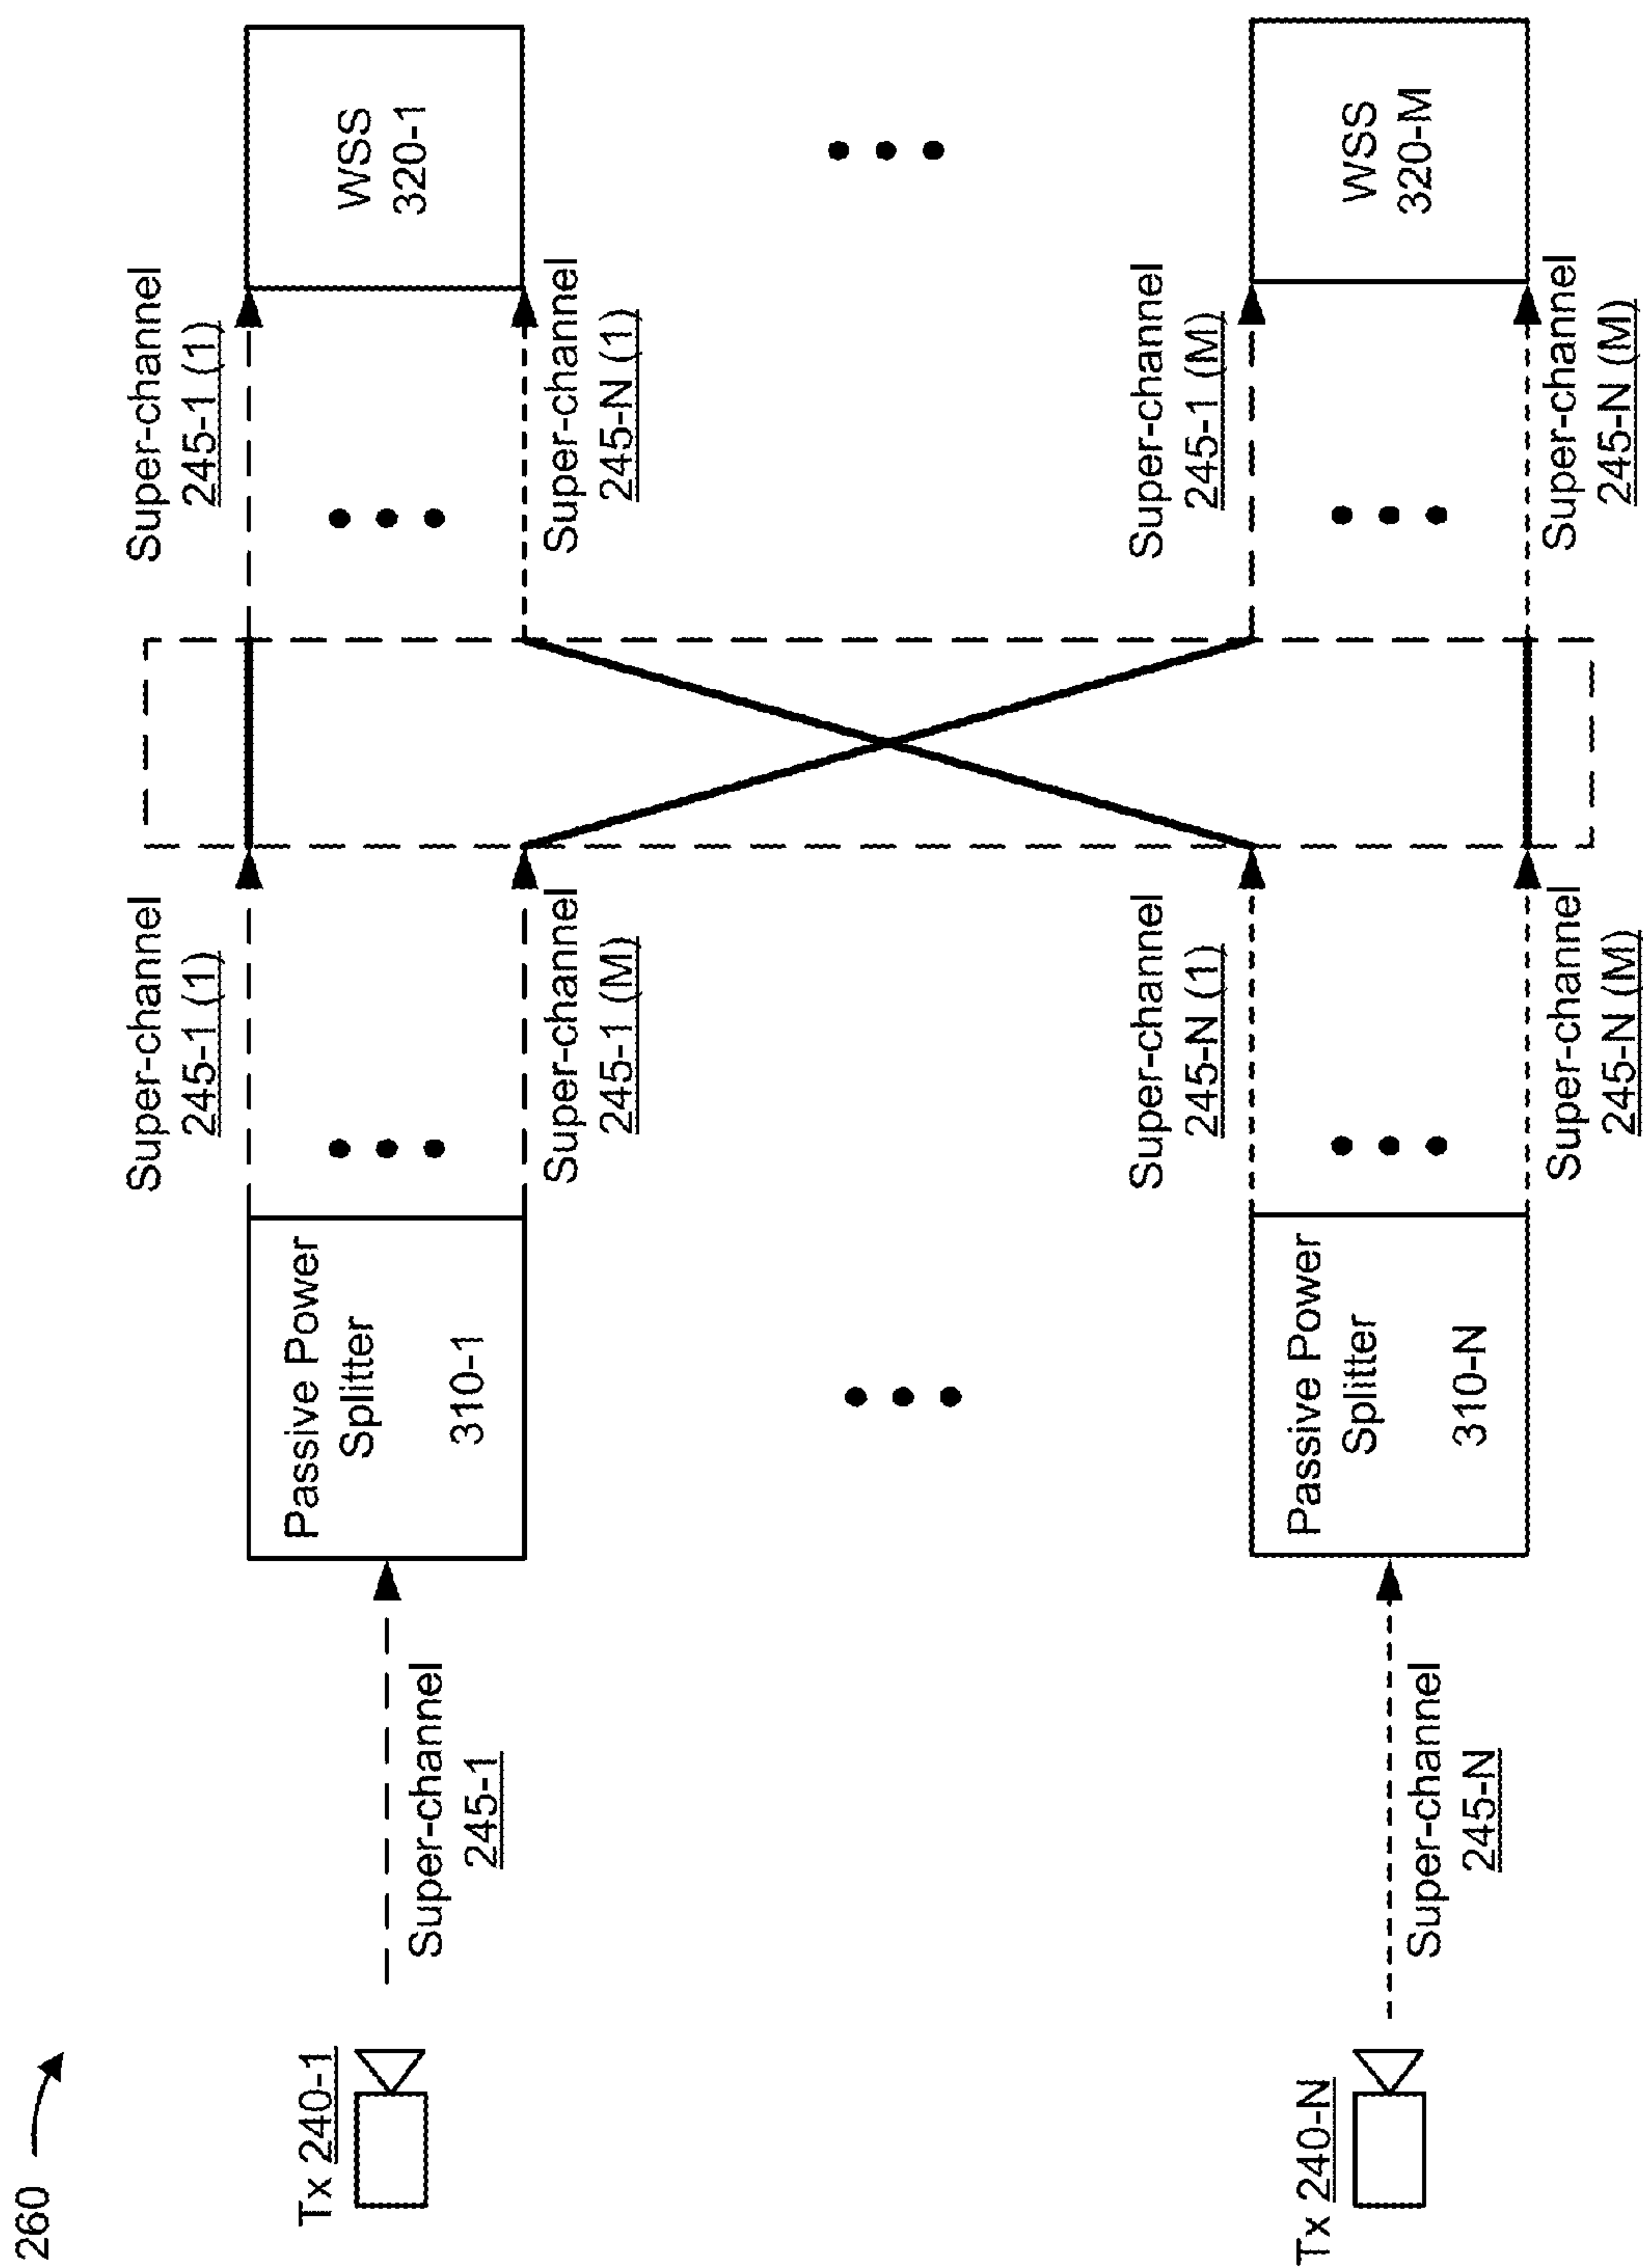 260
Tx 240-1
Super-channel
245-1
Passive Power
Splitter
310-1
Super-channel
245-1 (1)
Super-channel
245-1 (M)
Super-channel
245-1 (1)
Super-channel
245-N (1)
WSS
320-1
Tx 240-N
Super-channel
245-N
Passive Power
Splitter
310-N
Super-channel
245-N (1)
Super-channel
245-N (M)
Super-channel
245-1 (M)
Super-channel
245-N (M)
WSS
320-M